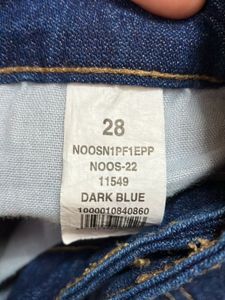 28
NOOSN1PF1EPP
NOOS-22
11549
DARK BLUE
1000010840860